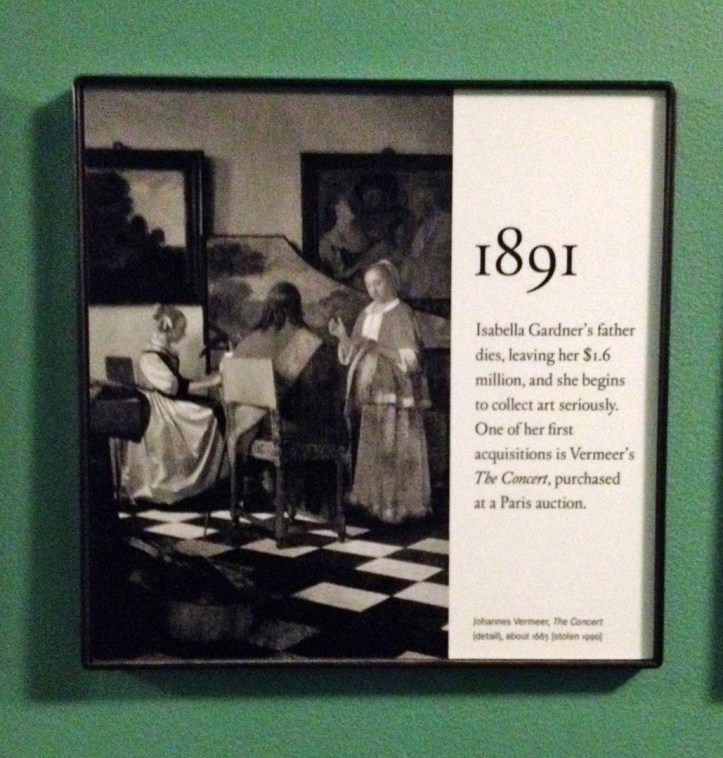 1891
Isabella Gardner's father
dies, leaving her $1.6
million, and she begins
to collect art seriously.
One of her first
acquisitions is Vermeer's
The Concert, purchased
at a Paris auction.
Johannes Vermeer, The Concert
(detail), about 1665 (stolen 1990)